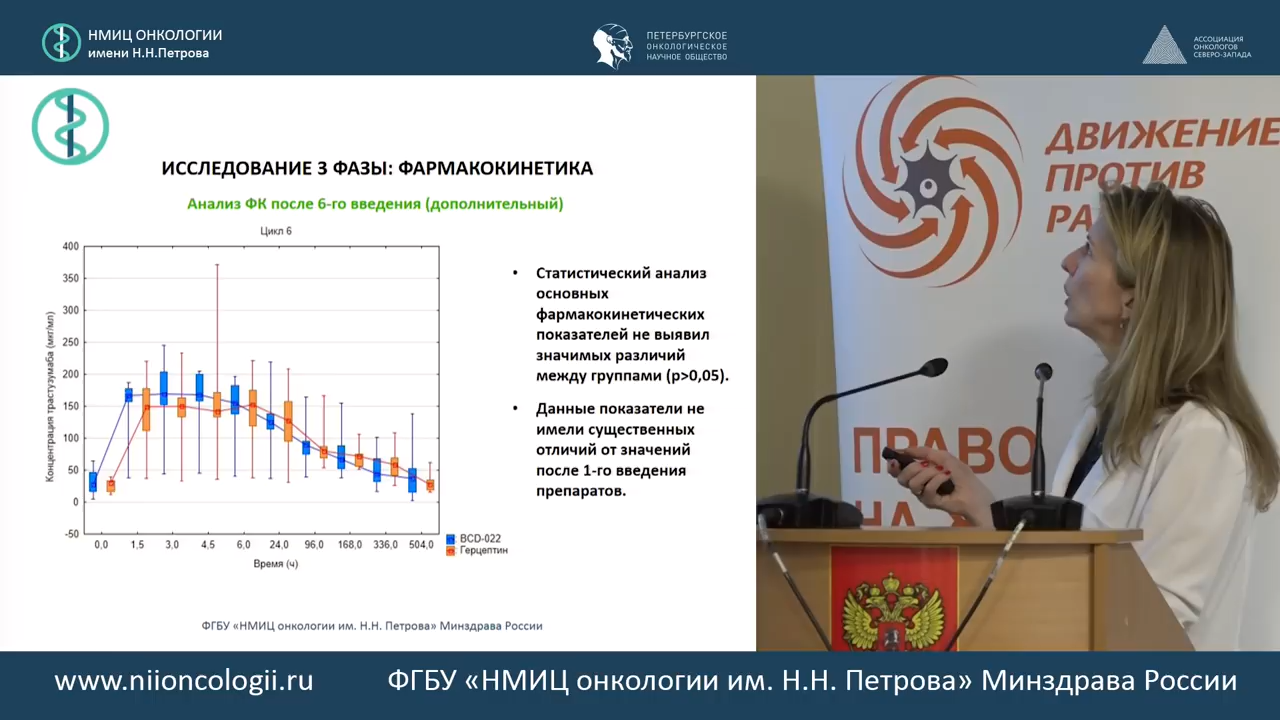 НМИЦ ОНКОЛОГИИ
имени Н.Н.Петрова
ПЕТЕРБУРГСКОЕ
ОНКОЛОГИЧЕСКОЕ
НАУЧНОЕ ОБЩЕСТВО
АССОЦИАЦИЯ
ОНКОЛОГОВ
СЕВЕРО-ЗАПАДА
ИССЛЕДОВАНИЕ 3 ФАЗЫ: ФАРМАКОКИНЕТИКА
Анализ ФК после 6-го введения (дополнительный)
Цикл 6
Концентрация трастузумаба (мкг/мл)
400
350
300
250
200
150
100
50
0
-50
0,0 1,5 3,0 4,5 6,0 24,0 96,0 168,0 336,0 504,0
Время (ч)
BCD-022
Герцептин
• Статистический анализ
основных
фармакокинетических
показателей не выявил
значимых различий
между группами (p>0,05).
• Данные показатели не
имели существенных
отличий от значений
после 1-го введения
препаратов.
ФГБУ «НМИЦ онкологии им. Н.Н. Петрова» Минздрава России
ДВИЖЕНИЕ
ПРОТИВ
РА
ПРАВО
НА
www.niioncologii.ru
ФГБУ «НМИЦ онкологии им. Н.Н. Петрова» Минздрава России